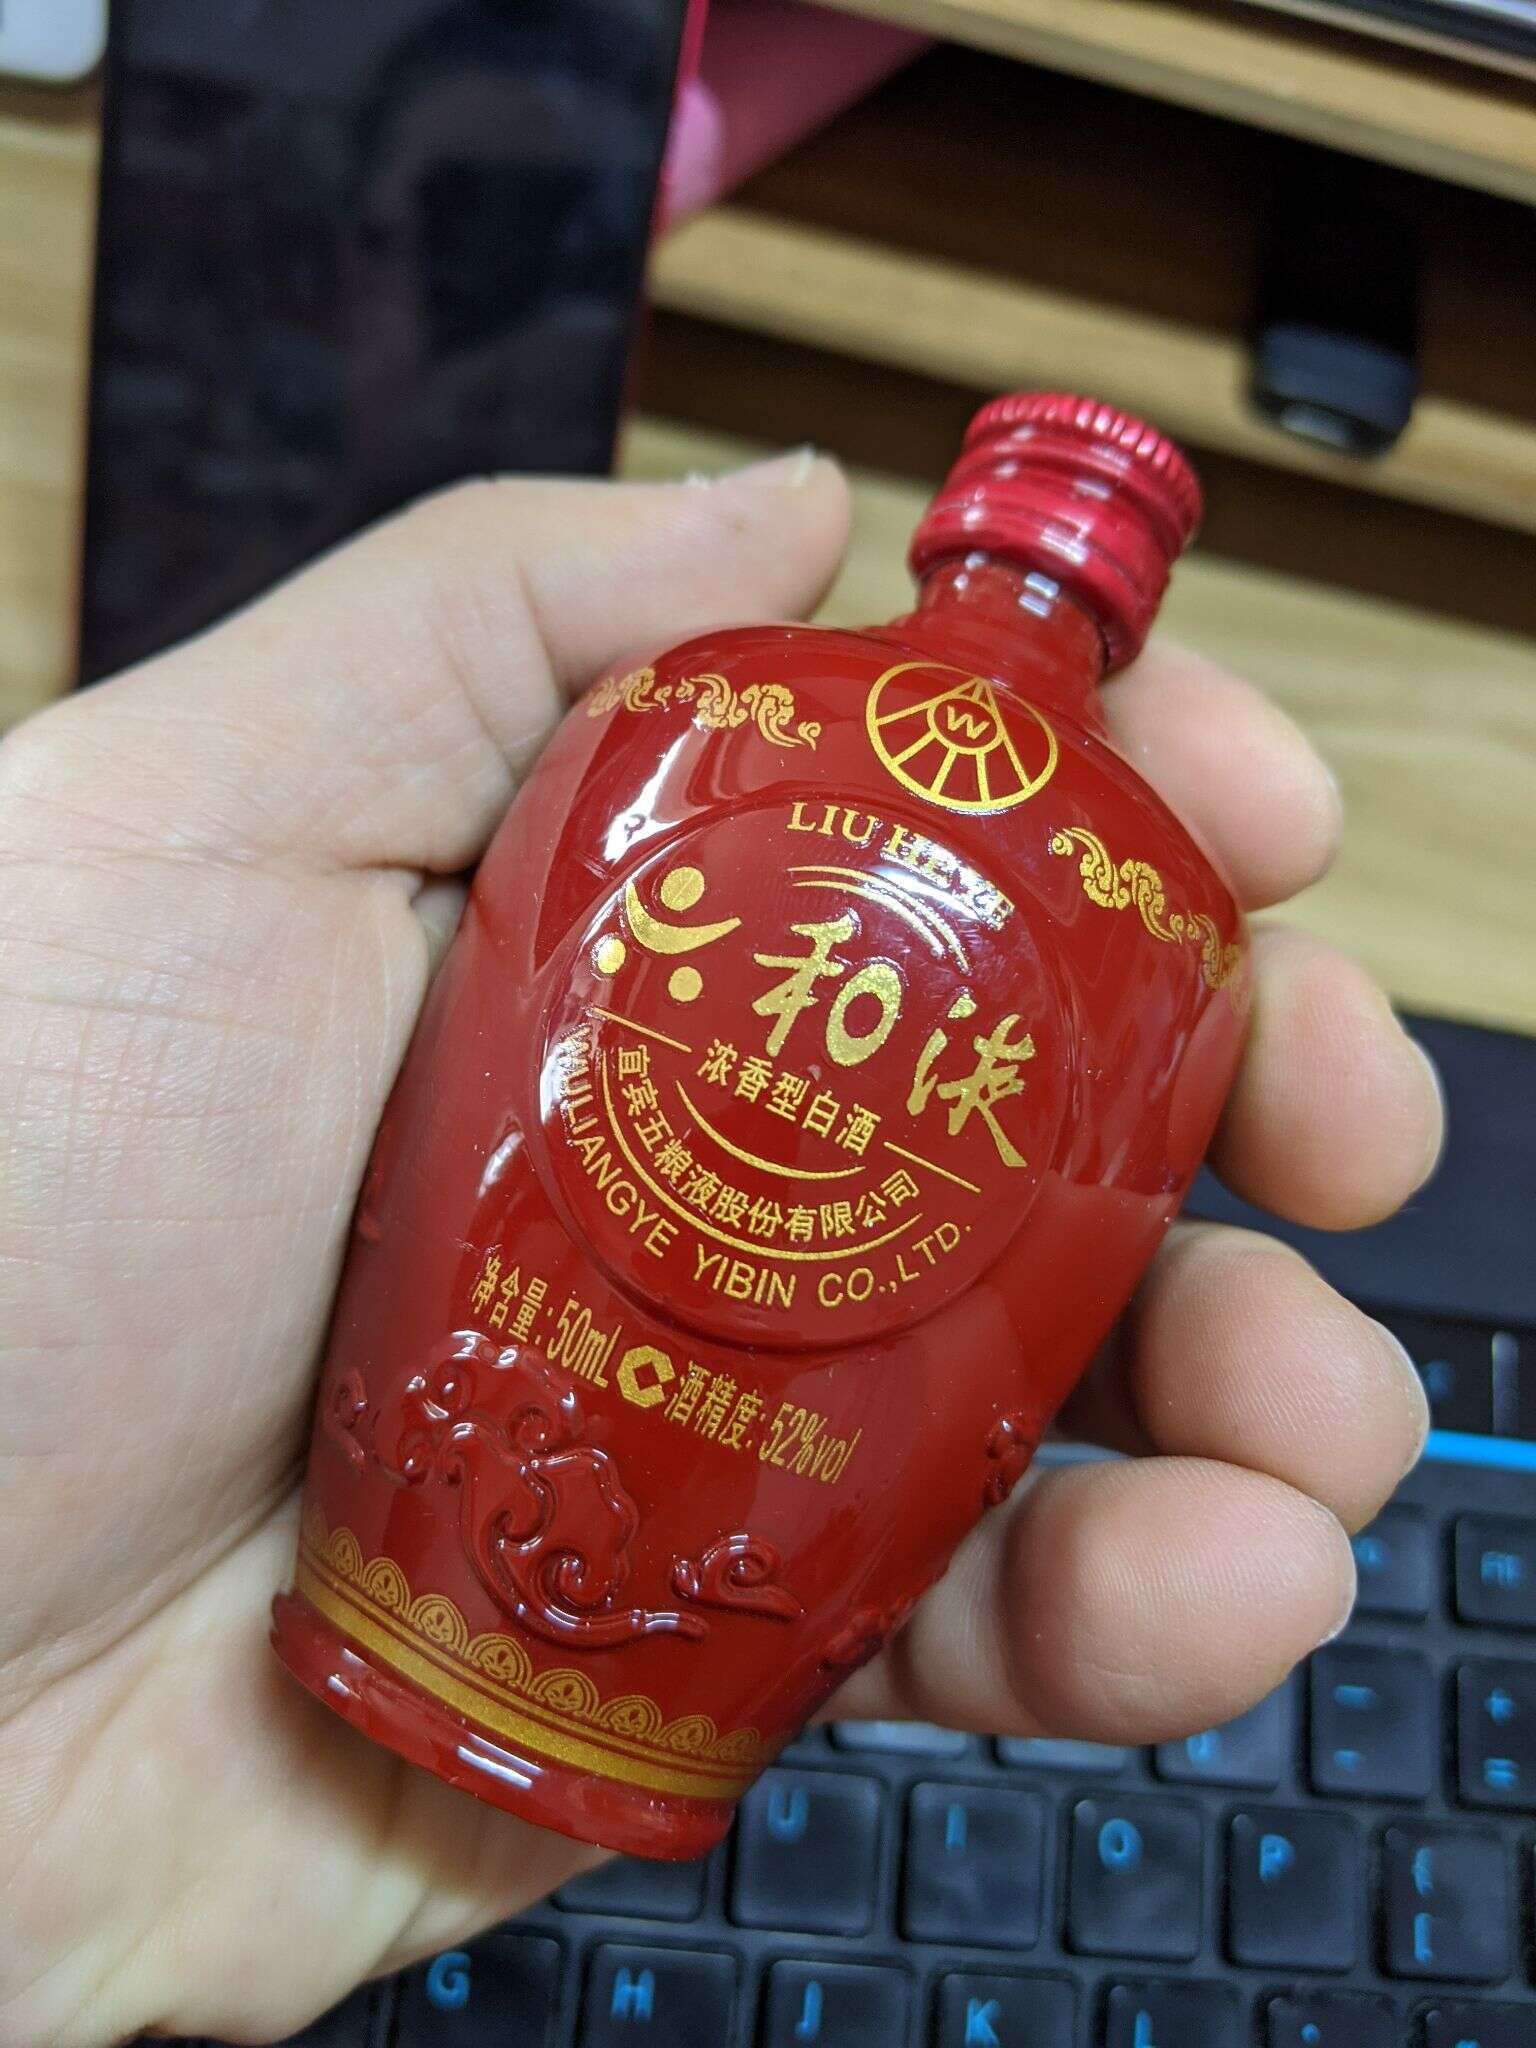 W
LIU HE YE
六和液
浓香型白酒
宜宾五粮液股份有限公司
WULIANGYE YIBIN CO.,LTD.
净含量:50mL 酒精度:52%vol
U I O P {
[
G H J K L